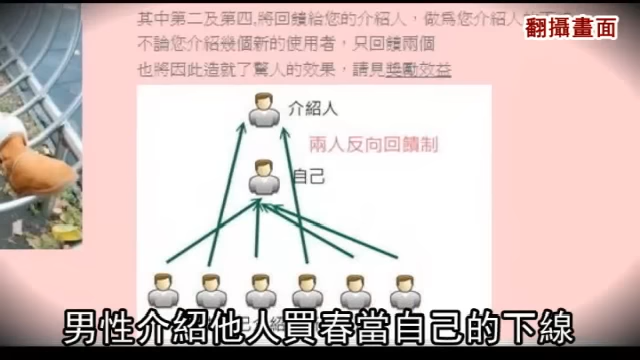 其中第二及第四,將回饋給您的介紹人，做為您介紹人
翻攝畫面
不論您介紹幾個新的使用者，只回饋兩個
也將因此造就了驚人的效果，請見獎勵效益
介紹人
兩人反向回饋制
自己
男性介紹他人買春當自己的下線